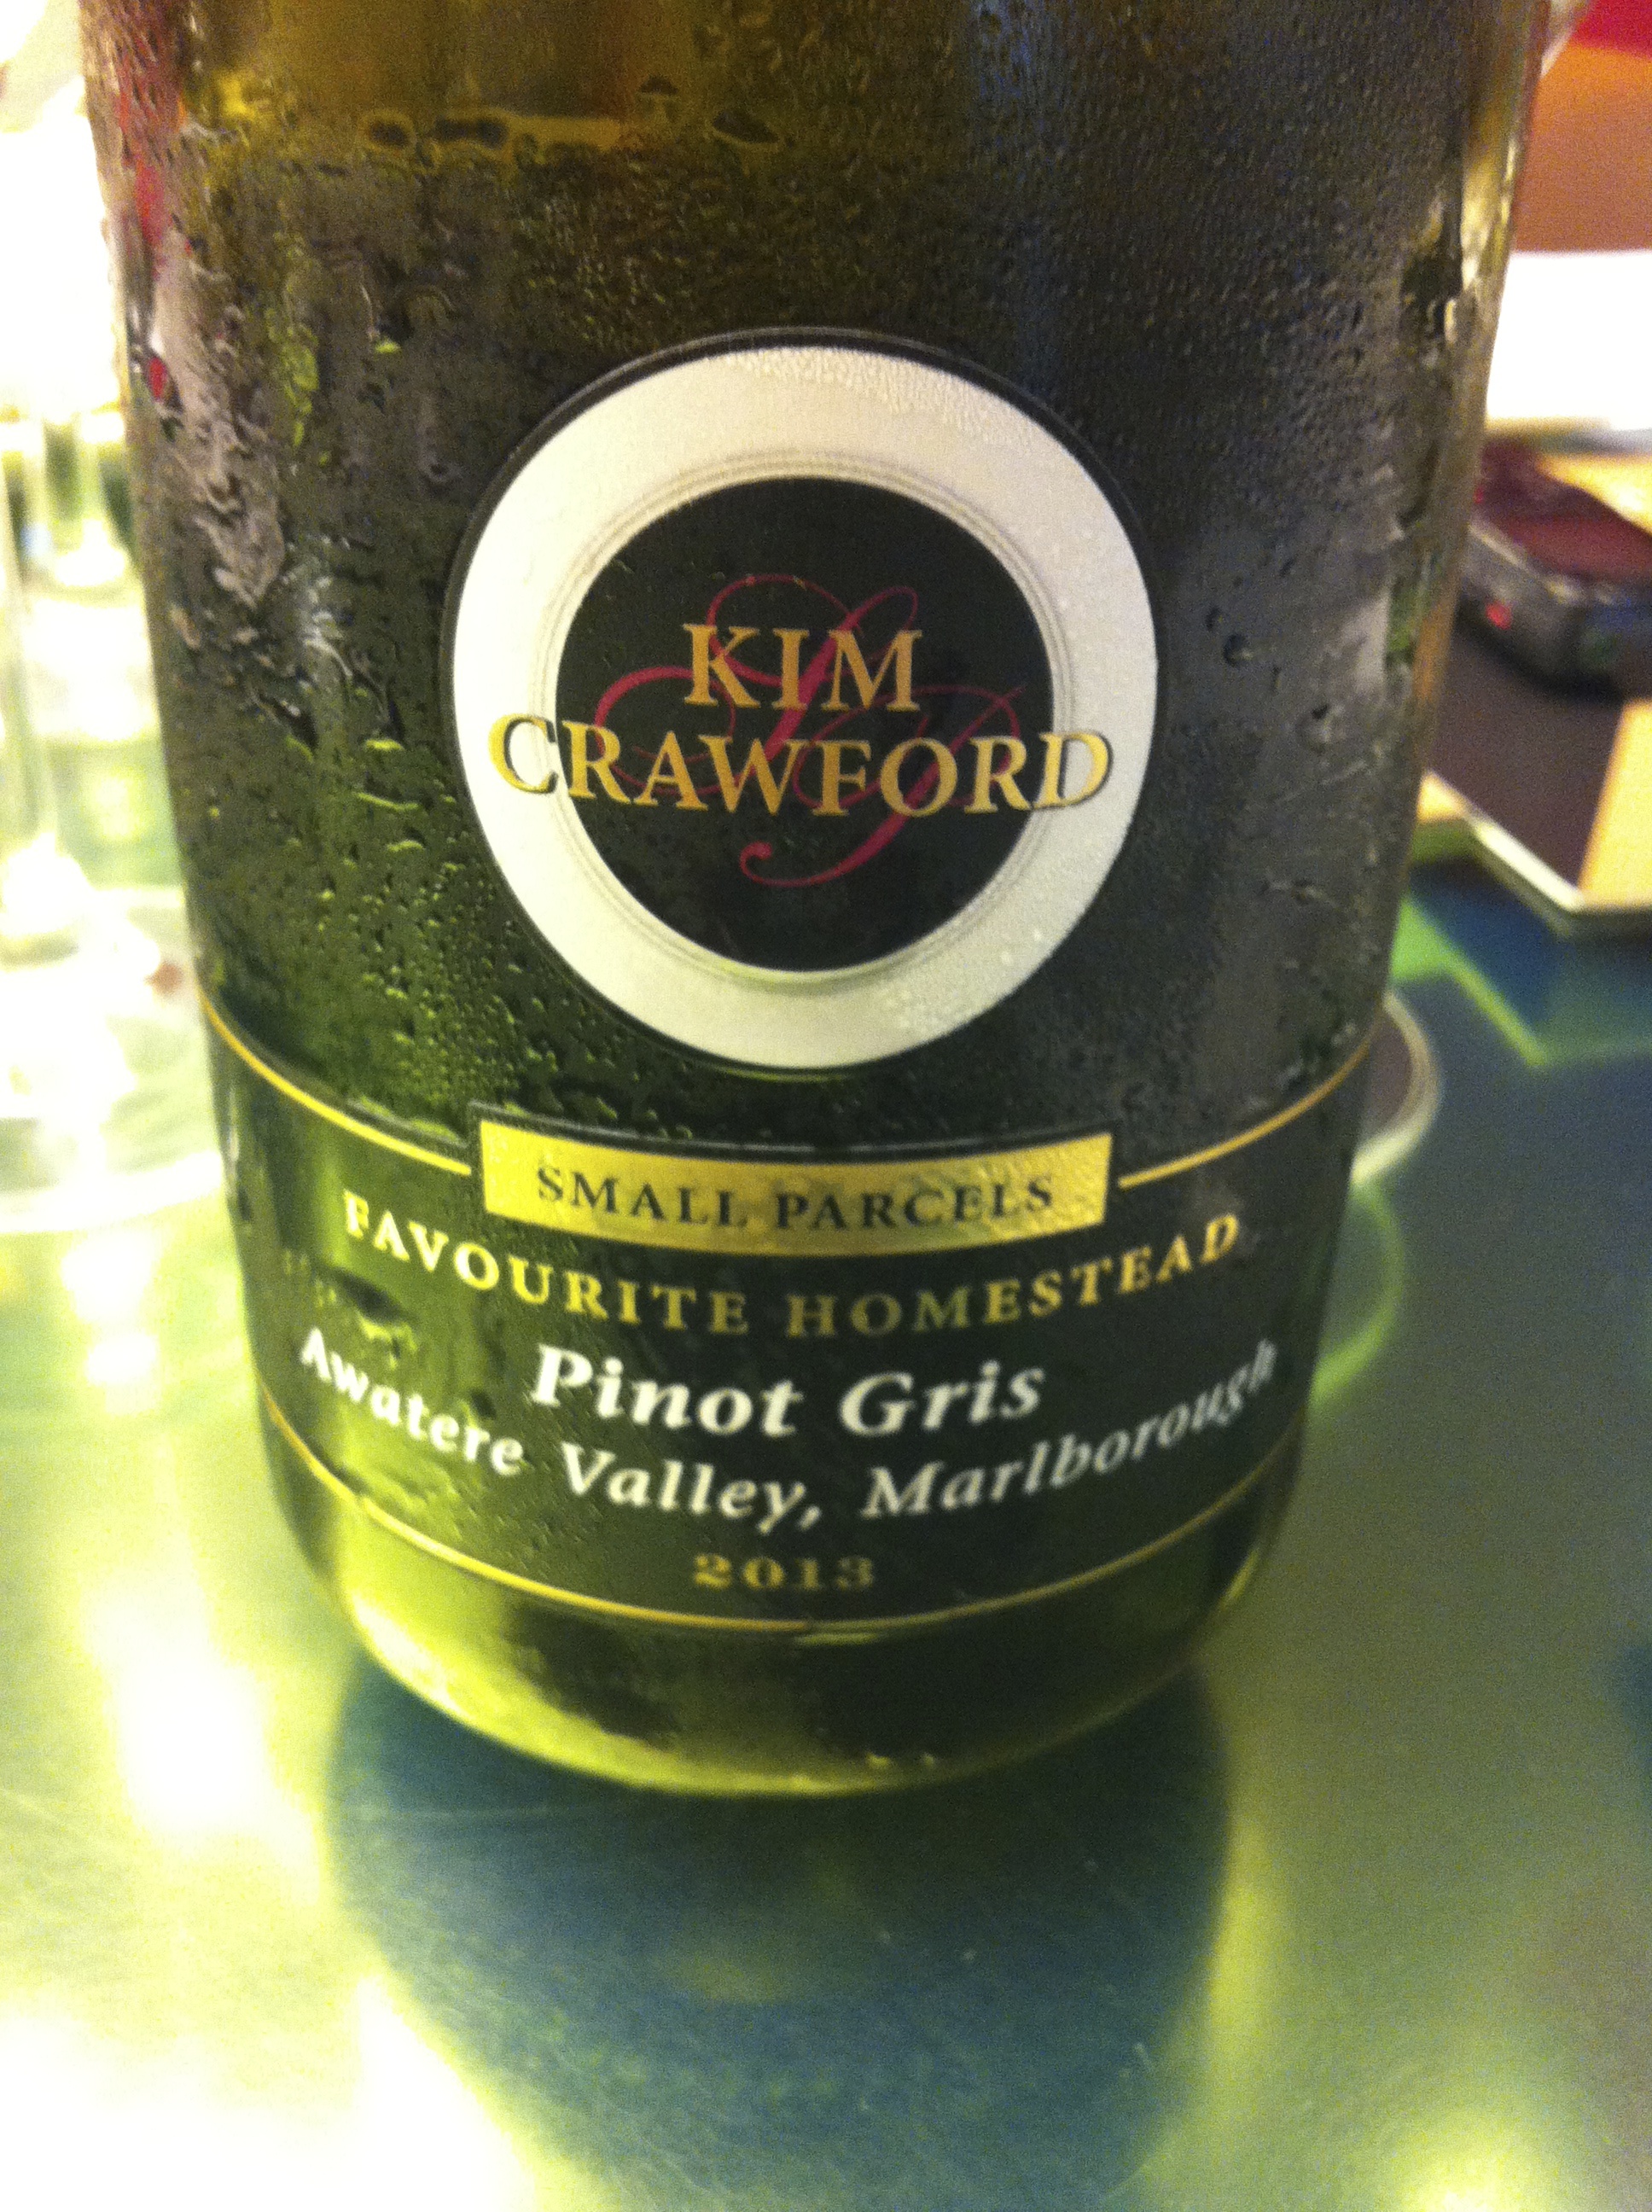 KIM
CRAWFORD
SMALL PARCELS
FAVOURITE HOMESTEAD
Pinot Gris
Awatere Valley, Marlborough
2013